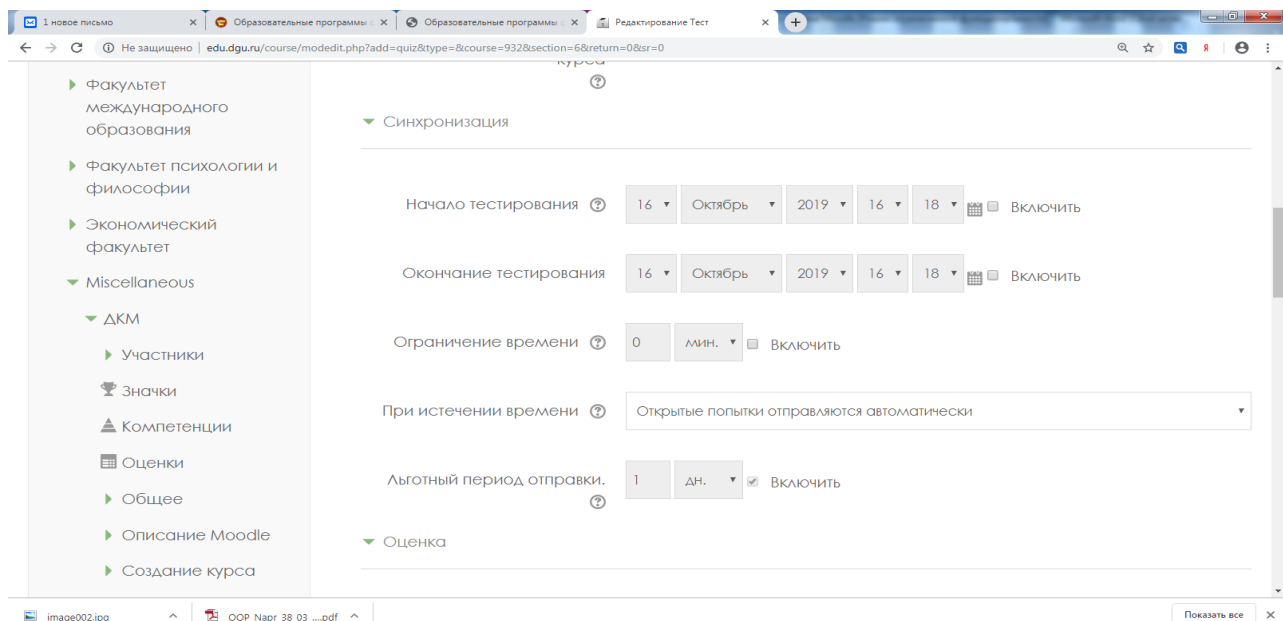 1 новое письмо
Образовательные программы с
Образовательные программы с
Редактирование Тест
Не защищено | edu.dgu.ru/course/modedit.php?add=quiz&type=&course=932&section=6&return=0&sr=0
курса
Факультет
международного
образования
Факультет психологии и
философии
Экономический
факультет
Miscellaneous
ДКМ
Участники
Значки
Компетенции
Оценки
Общее
Описание Moodle
Создание курса
Синхронизация
Начало тестирования 16 Октябрь 2019 16 18 Включить
Окончание тестирования 16 Октябрь 2019 16 18 Включить
Ограничение времени 0 мин. Включить
При истечении времени Открытые попытки отправляются автоматически
Льготный период отправки. 1 дн. Включить
Оценка
image002.jpg
OOP_Napr_38_03_....pdf
Показать все